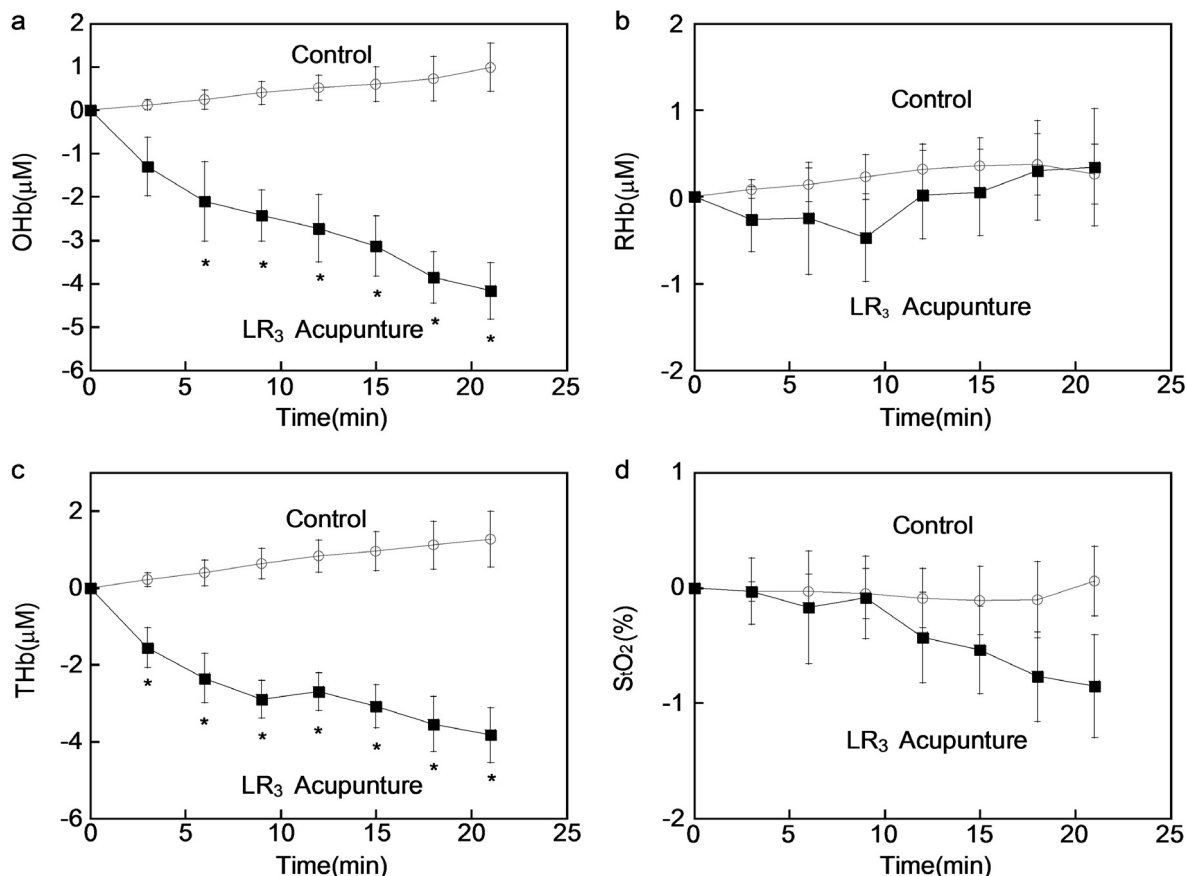 a
OHb(μM)
2
1
0
-1
-2
-3
-4
-5
-6
Control
*
*
*
*
*
*
LR₃ Acupunture
0 5 10 15 20 25
Time(min)
b
RHb(μM)
2
1
0
1
-2
Control
LR₃ Acupunture
0 5 10 15 20 25
Time(min)
c
THb(μM)
2
0
-2
-4
-6
Control
*
*
*
*
*
*
*
LR₃ Acupunture
0 5 10 15 20 25
Time(min)
d
StO₂(%)
1
0
-1
-2
Control
LR₃ Acupunture
0 5 10 15 20 25
Time(min)